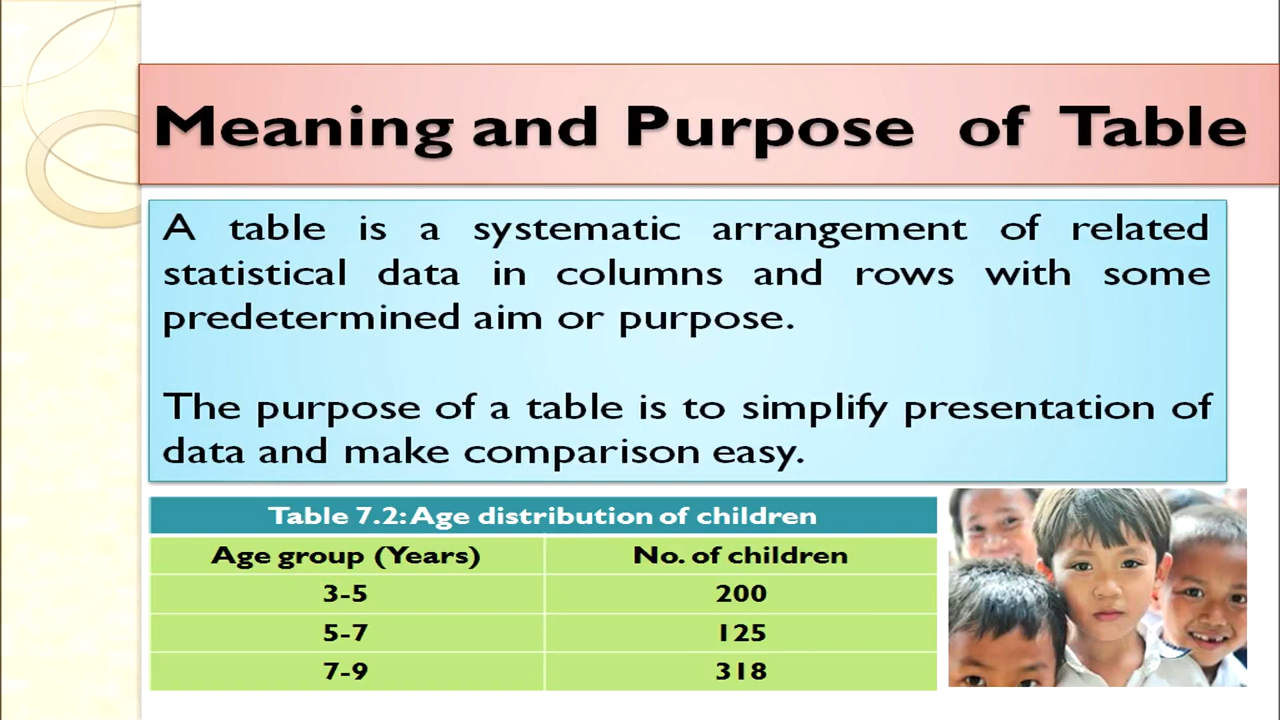 Meaning and Purpose of Table
A table is a systematic arrangement of related
statistical data in columns and rows with some
predetermined aim or purpose.
The purpose of a table is to simplify presentation of
data and make comparison easy.
Table 7.2: Age distribution of children
Age group (Years) No. of children
3-5 200
5-7 125
7-9 318